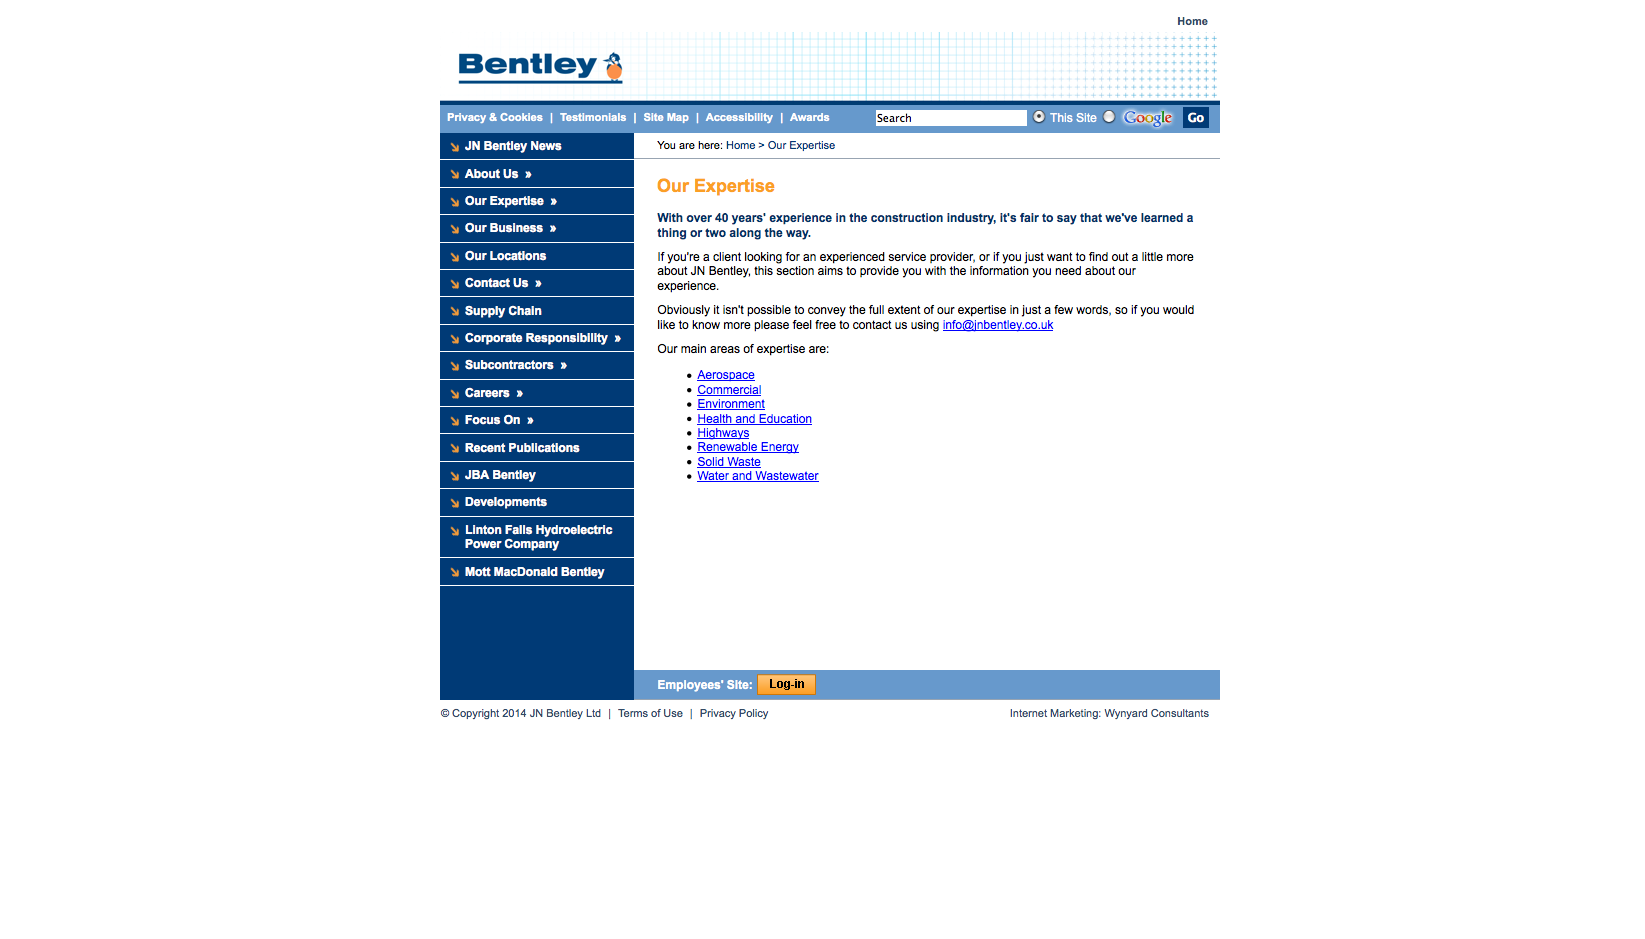 Home
Bentley
Privacy & Cookies | Testimonials | Site Map | Accessibility | Awards
Search This Site Google Go
JN Bentley News
About Us »
Our Expertise »
Our Business »
Our Locations
Contact Us »
Supply Chain
Corporate Responsibility »
Subcontractors »
Careers »
Focus On »
Recent Publications
JBA Bentley
Developments
Linton Falls Hydroelectric
Power Company
Mott MacDonald Bentley
You are here: Home > Our Expertise
Our Expertise
With over 40 years' experience in the construction industry, it's fair to say that we've learned a
thing or two along the way.
If you're a client looking for an experienced service provider, or if you just want to find out a little more
about JN Bentley, this section aims to provide you with the information you need about our
experience.
Obviously it isn't possible to convey the full extent of our expertise in just a few words, so if you would
like to know more please feel free to contact us using info@jnbentley.co.uk
Our main areas of expertise are:
Aerospace
Commercial
Environment
Health and Education
Highways
Renewable Energy
Solid Waste
Water and Wastewater
Employees' Site: Log-in
© Copyright 2014 JN Bentley Ltd | Terms of Use | Privacy Policy
Internet Marketing: Wynyard Consultants